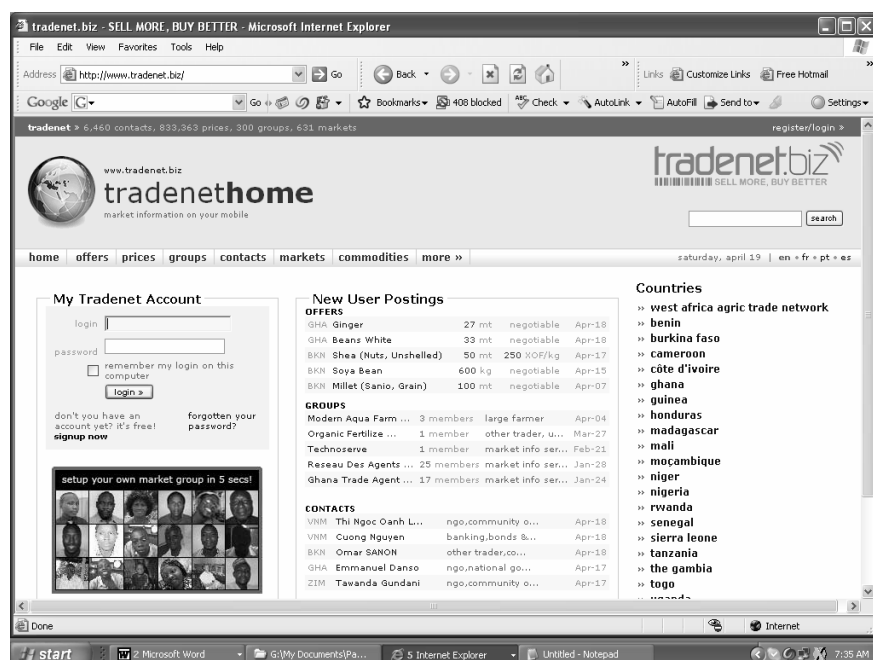 tradenet.biz - SELL MORE, BUY BETTER - Microsoft Internet Explorer
File Edit View Favorites Tools Help
Address http://www.tradenet.biz/ Go Back » Links Customize Links Free Hotmail »
Google G Go Bookmarks 408 blocked ABC Check AutoLink AutoFill Send to Settings
tradenet » 6,460 contacts, 833,363 prices, 300 groups, 631 markets register/login »
www.tradenet.biz
tradenethome
market information on your mobile
tradenet.biz
SELL MORE, BUY BETTER
search
home offers prices groups contacts markets commodities more » saturday, april 19 | en • fr • pt • es
My Tradenet Account
login
password
remember my login on this
computer
login »
don't you have an
account yet? it's free!
signup now
forgotten your
password?
setup your own market group in 5 secs!
New User Postings
OFFERS
GHA Ginger 27 mt negotiable Apr-18
GHA Beans White 33 mt negotiable Apr-18
BKN Shea (Nuts, Unshelled) 50 mt 250 XOF/kg Apr-17
BKN Soya Bean 600 kg negotiable Apr-15
BKN Millet (Sanio, Grain) 100 mt negotiable Apr-07
GROUPS
Modern Aqua Farm ... 3 members large farmer Apr-04
Organic Fertilize ... 1 member other trader, u... Mar-27
Technoserve 1 member market info ser... Feb-21
Reseau Des Agents ... 25 members market info ser... Jan-28
Ghana Trade Agent ... 17 members market info ser... Jan-24
CONTACTS
VNM Thi Ngoc Oanh L... ngo,community o... Apr-18
VNM Cuong Nguyen banking,bonds &... Apr-18
BKN Omar SANON other trader,co... Apr-18
GHA Emmanuel Danso ngo,national go... Apr-17
ZIM Tawanda Gundani ngo,community o... Apr-17
Countries
» west africa agric trade network
» benin
» burkina faso
» cameroon
» côte d'ivoire
» ghana
» guinea
» honduras
» madagascar
» mali
» moçambique
» niger
» nigeria
» rwanda
» senegal
» sierra leone
» tanzania
» the gambia
» togo
» uganda
Done Internet
start 2 Microsoft Word G:\My Documents\Pa... 5 Internet Explorer Untitled - Notepad 7:35 AM